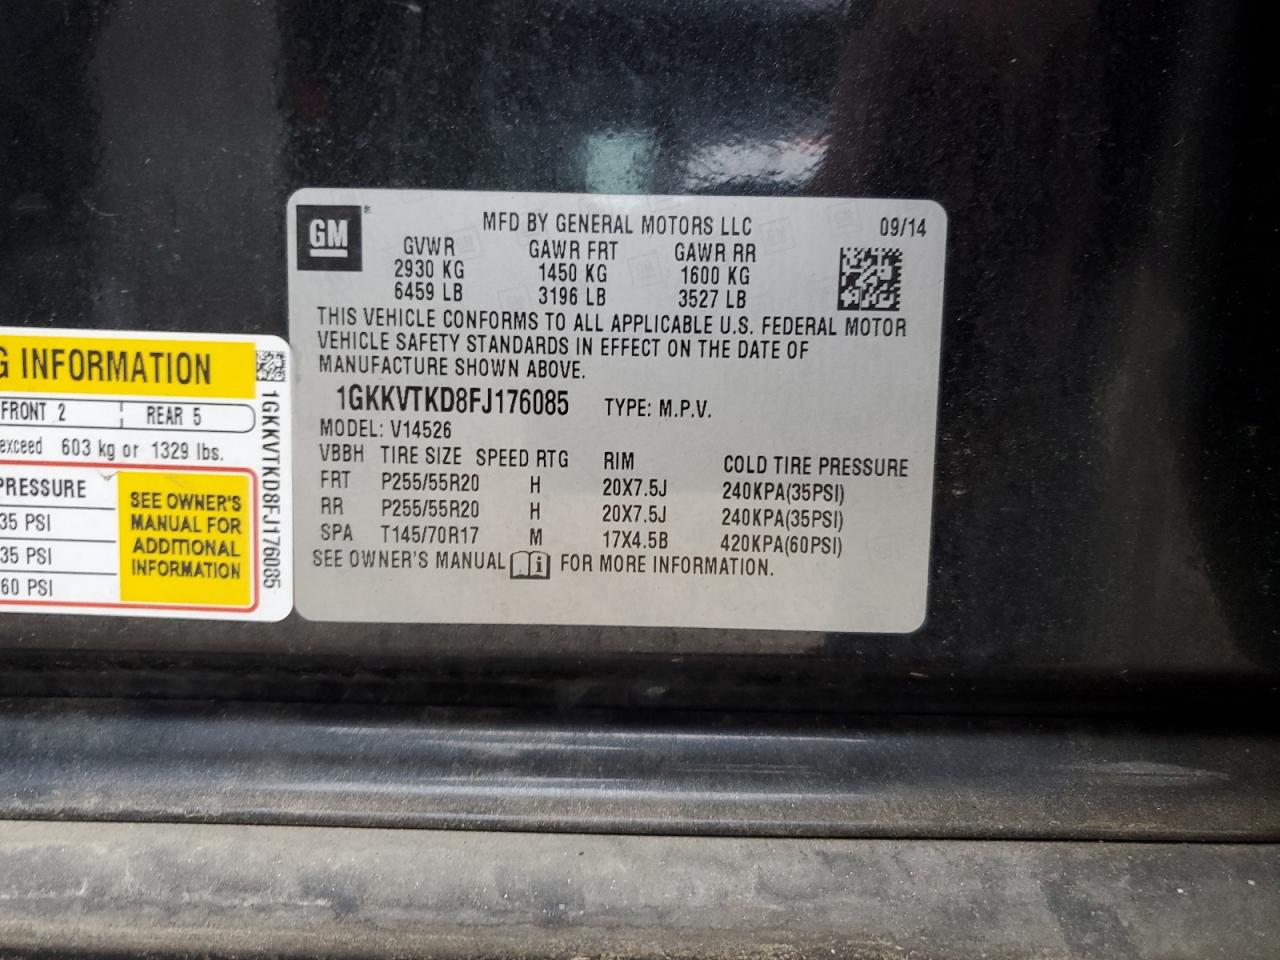 GM ®
MFD BY GENERAL MOTORS LLC 09/14
GVWR GAWR FRT GAWR RR
2930 KG 1450 KG 1600 KG
6459 LB 3196 LB 3527 LB
THIS VEHICLE CONFORMS TO ALL APPLICABLE U.S. FEDERAL MOTOR
VEHICLE SAFETY STANDARDS IN EFFECT ON THE DATE OF
MANUFACTURE SHOWN ABOVE.
1GKKVTKD8FJ176085 TYPE: M.P.V.
MODEL: V14526
VBBH TIRE SIZE SPEED RTG RIM COLD TIRE PRESSURE
FRT P255/55R20 H 20X7.5J 240KPA(35PSI)
RR P255/55R20 H 20X7.5J 240KPA(35PSI)
SPA T145/70R17 M 17X4.5B 420KPA(60PSI)
SEE OWNER'S MANUAL FOR MORE INFORMATION.
G INFORMATION
FRONT 2 REAR 5
exceed 603 kg or 1329 lbs.
PRESSURE
35 PSI
35 PSI
60 PSI
SEE OWNER'S
MANUAL FOR
ADDITIONAL
INFORMATION
1GKKVTKD8FJ176085